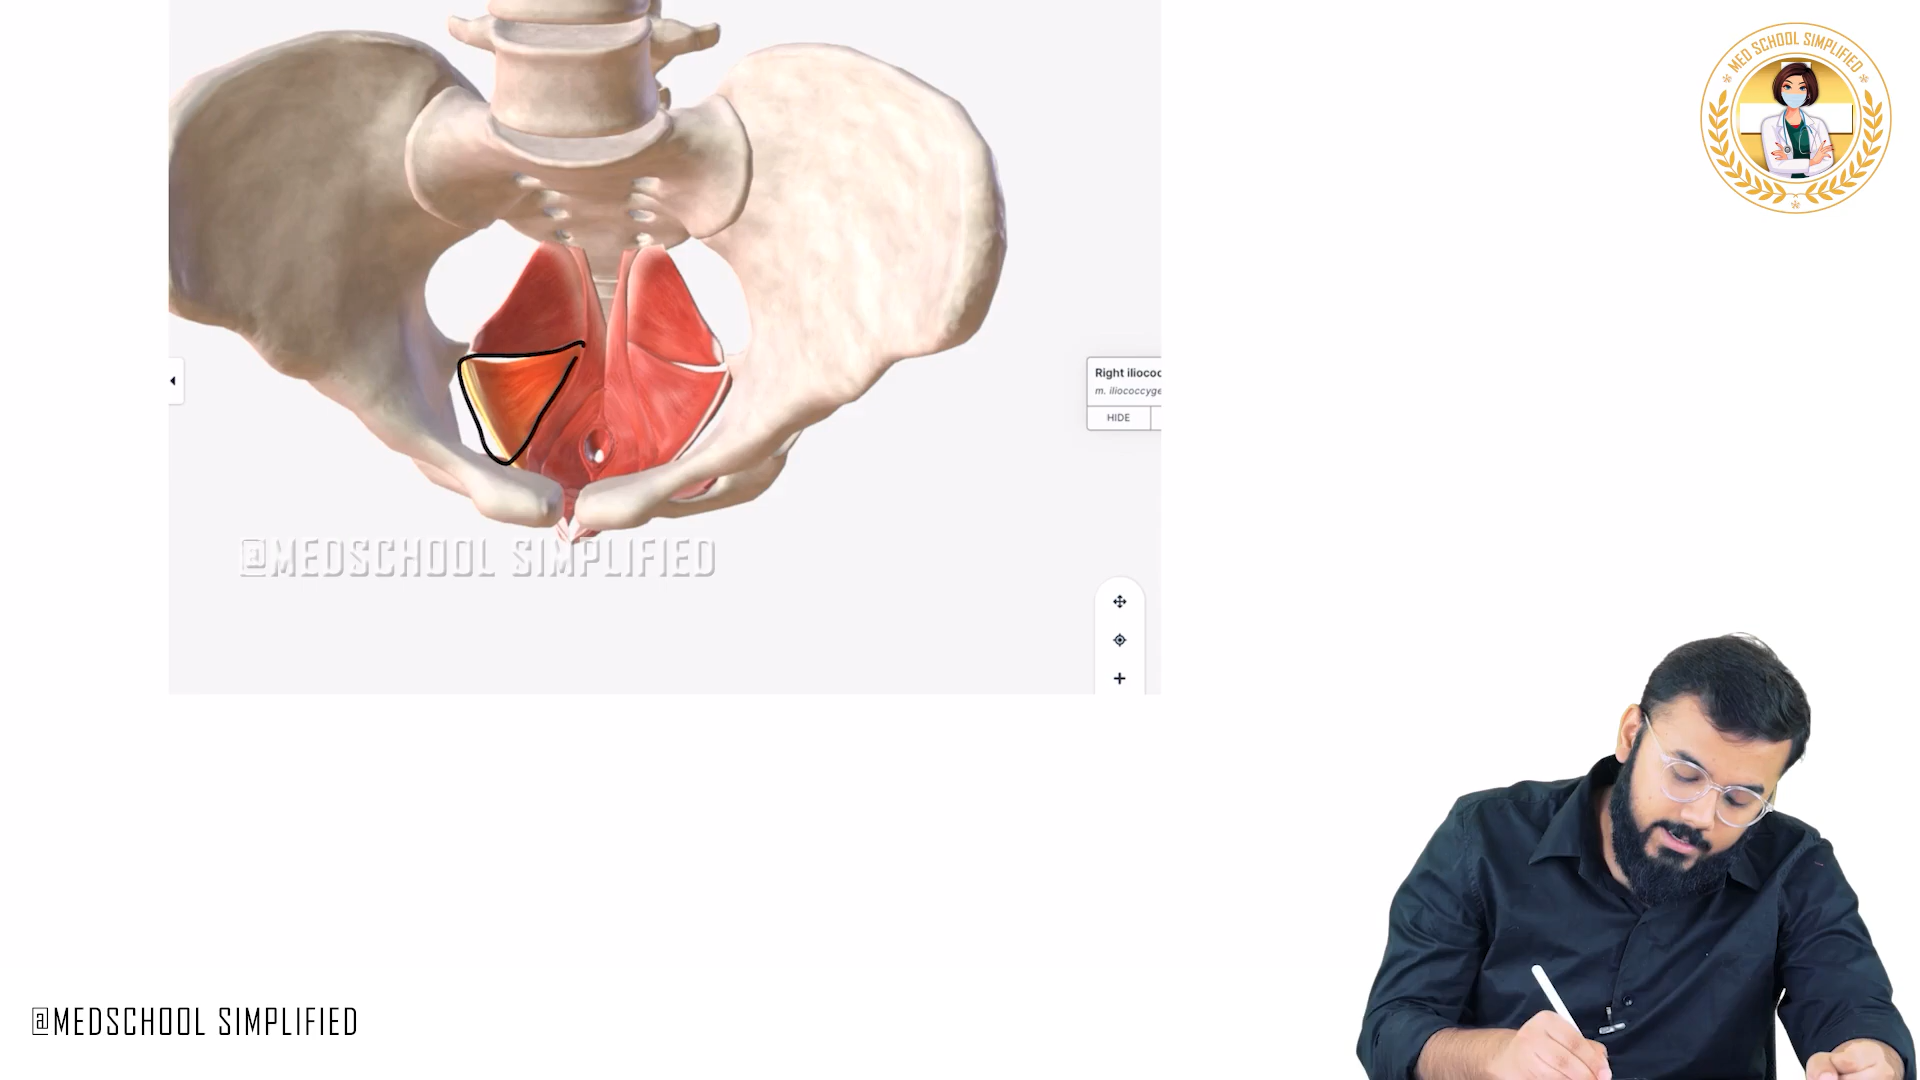 MED SCHOOL SIMPLIFIED
Right iliococ
m. iliococcyge
HIDE
@MEDSCHOOL SIMPLIFIED
@MEDSCHOOL SIMPLIFIED